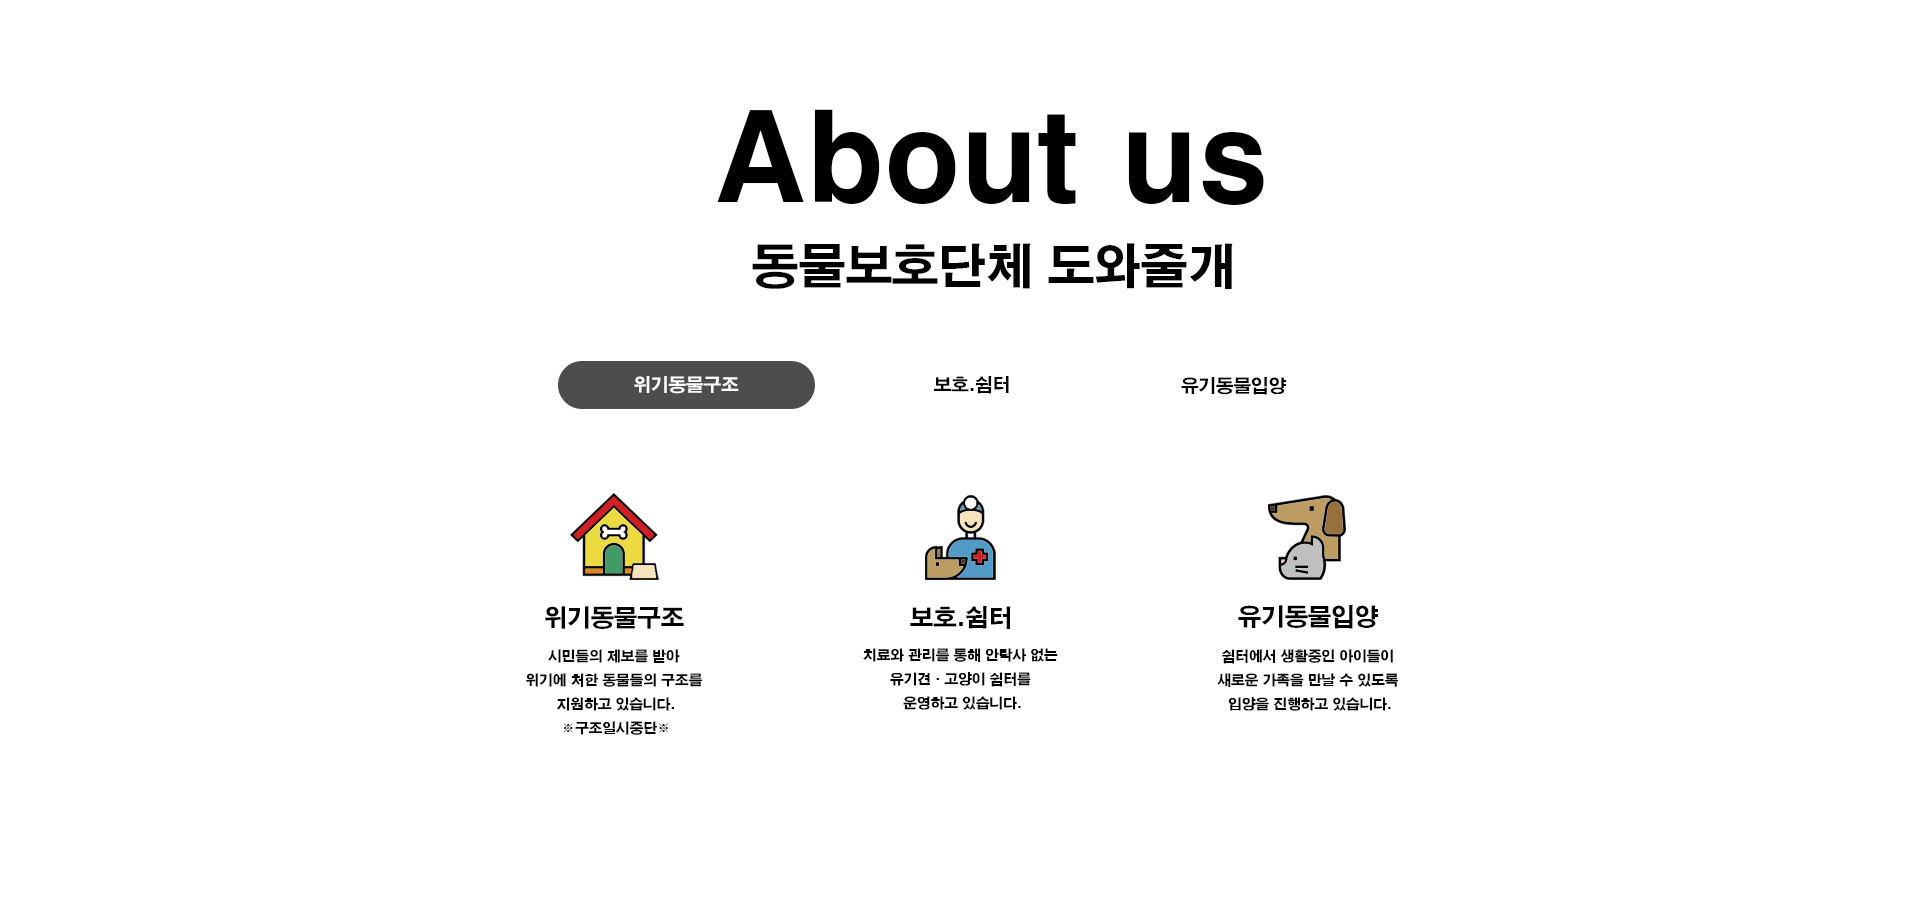 About us
동물보호단체 도와줄개
위기동물구조
보호.쉼터
유기동물입양
위기동물구조
시민들의 제보를 받아
위기에 처한 동물들의 구조를
지원하고 있습니다.
※구조일시중단※
보호.쉼터
치료와 관리를 통해 안락사 없는
유기견 · 고양이 쉼터를
운영하고 있습니다.
유기동물입양
쉼터에서 생활중인 아이들이
새로운 가족을 만날 수 있도록
입양을 진행하고 있습니다.